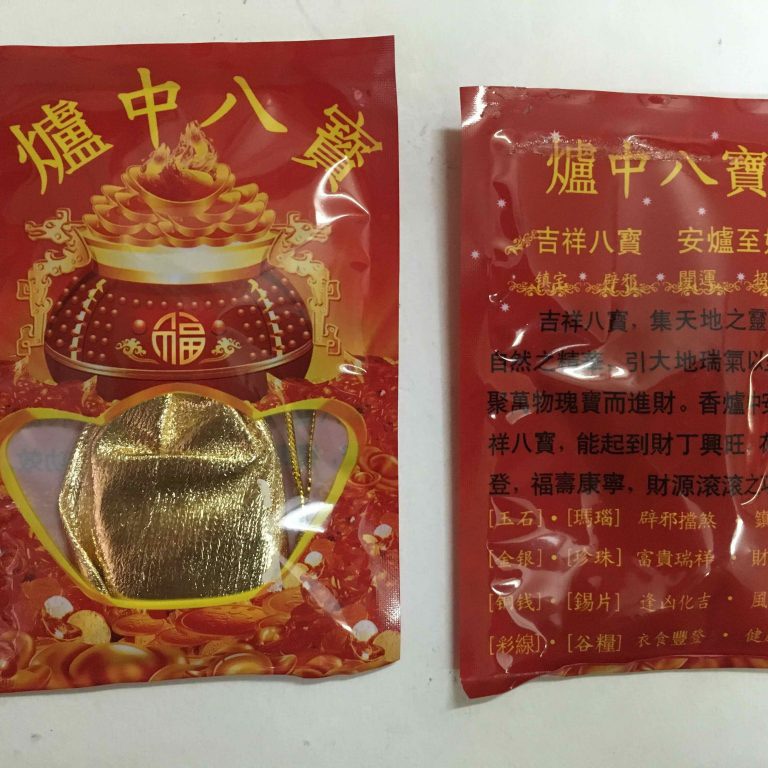 爐中八寶
福
爐中八寶
吉祥八寶 安爐至
鎮宅 • 辟邪 • 開運 • 招
吉祥八寶，集天地之靈
自然之精華，引大地瑞氣以
聚萬物瑰寶而進財。香爐中安
祥八寶，能起到財丁興旺，衣
登，福壽康寧，財源滾滾之功
[玉石]•[瑪瑙] 辟邪擋煞 • 鎮
[金银]•[珍珠] 富貴瑞祥 • 財
[铜钱]•[錫片] 逢凶化吉 • 風
[彩線]•[谷糧] 衣食豐登 • 健